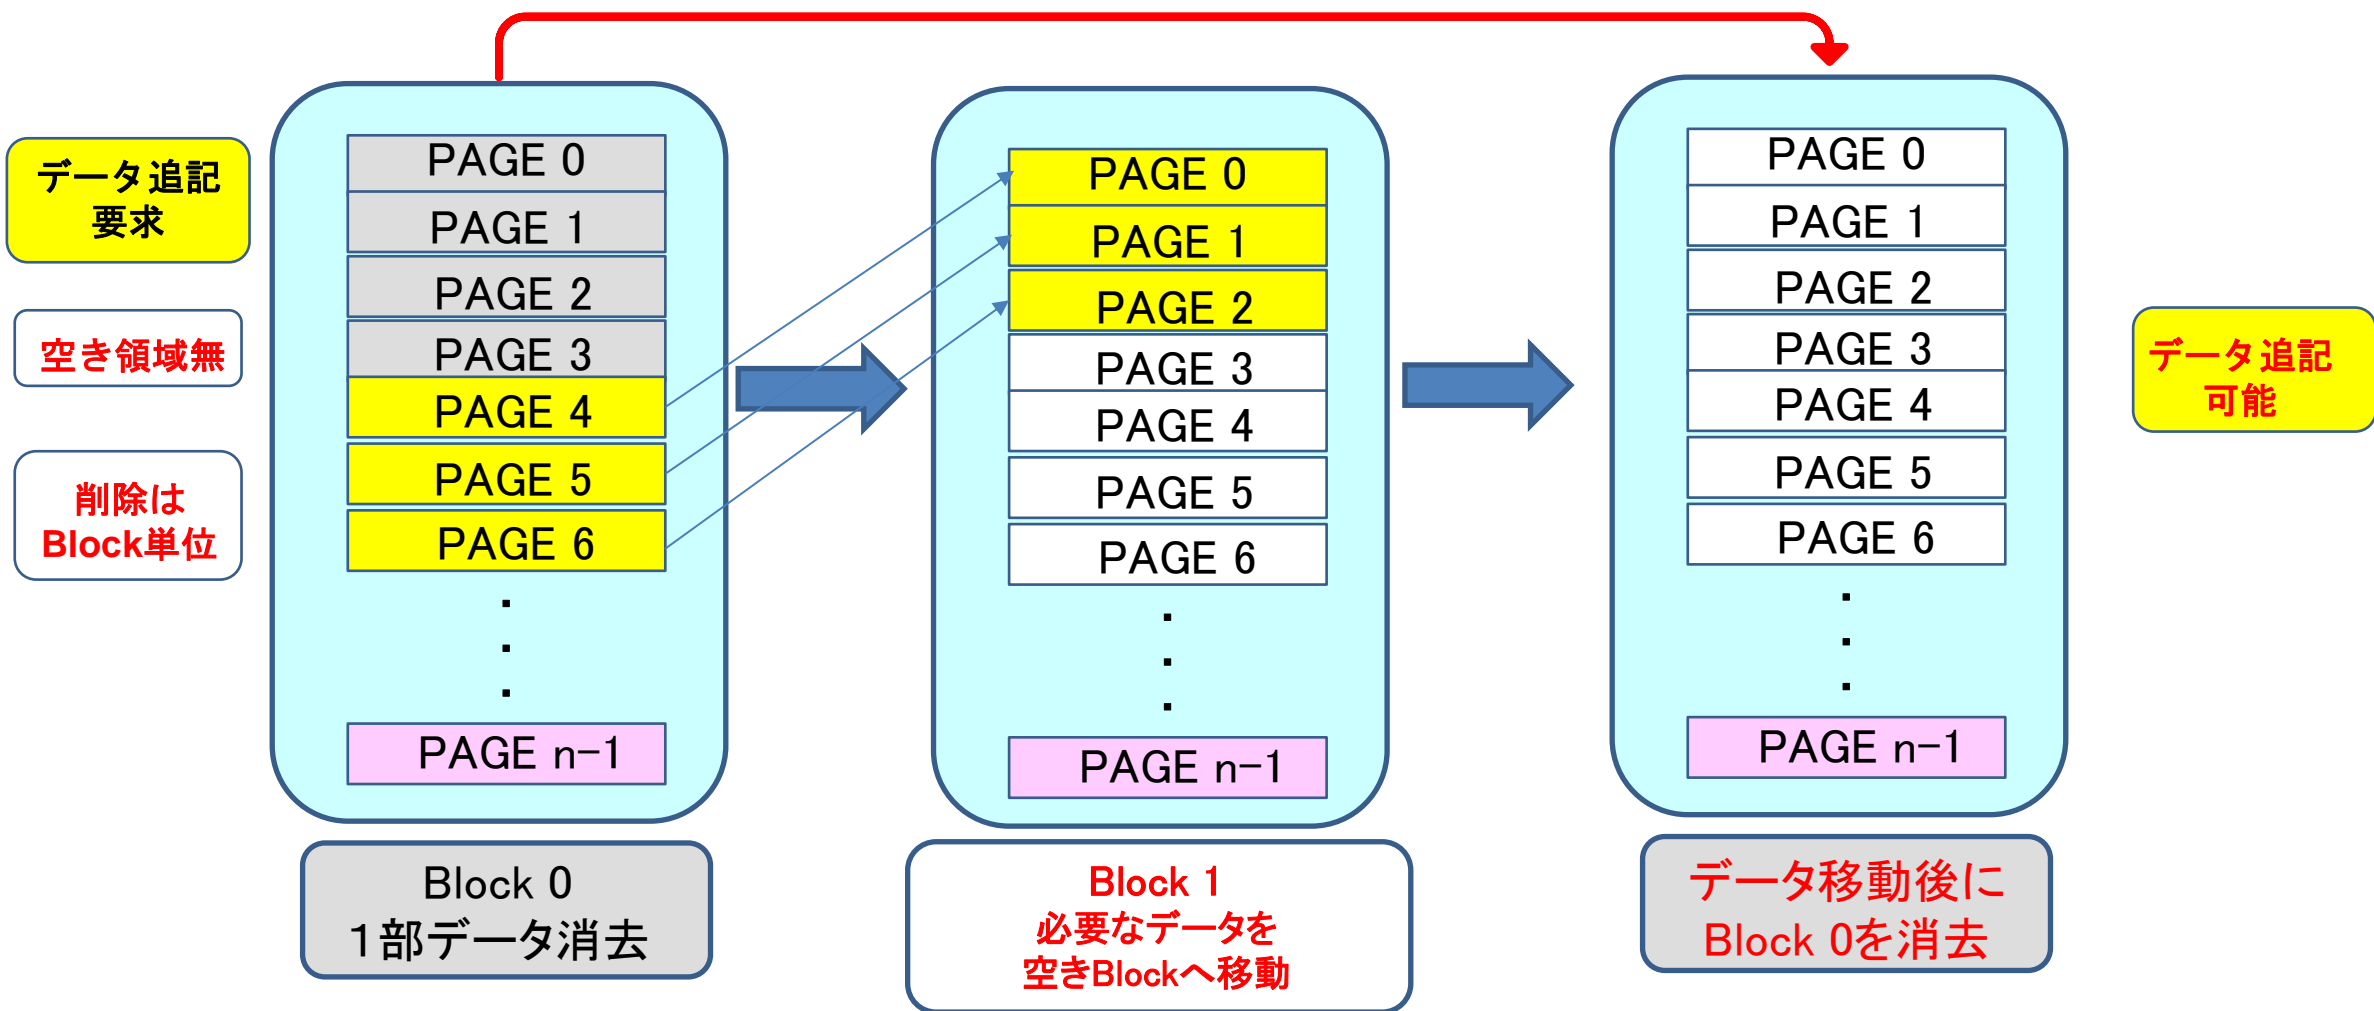 データ追記
要求
空き領域無
削除は
Block単位
PAGE 0
PAGE 1
PAGE 2
PAGE 3
PAGE 4
PAGE 5
PAGE 6
・
・
・
PAGE n-1
Block 0
1部データ消去
PAGE 0
PAGE 1
PAGE 2
PAGE 3
PAGE 4
PAGE 5
PAGE 6
・
・
・
PAGE n-1
Block 1
必要なデータを
空きBlockへ移動
PAGE 0
PAGE 1
PAGE 2
PAGE 3
PAGE 4
PAGE 5
PAGE 6
・
・
・
PAGE n-1
データ移動後に
Block 0を消去
データ追記
可能